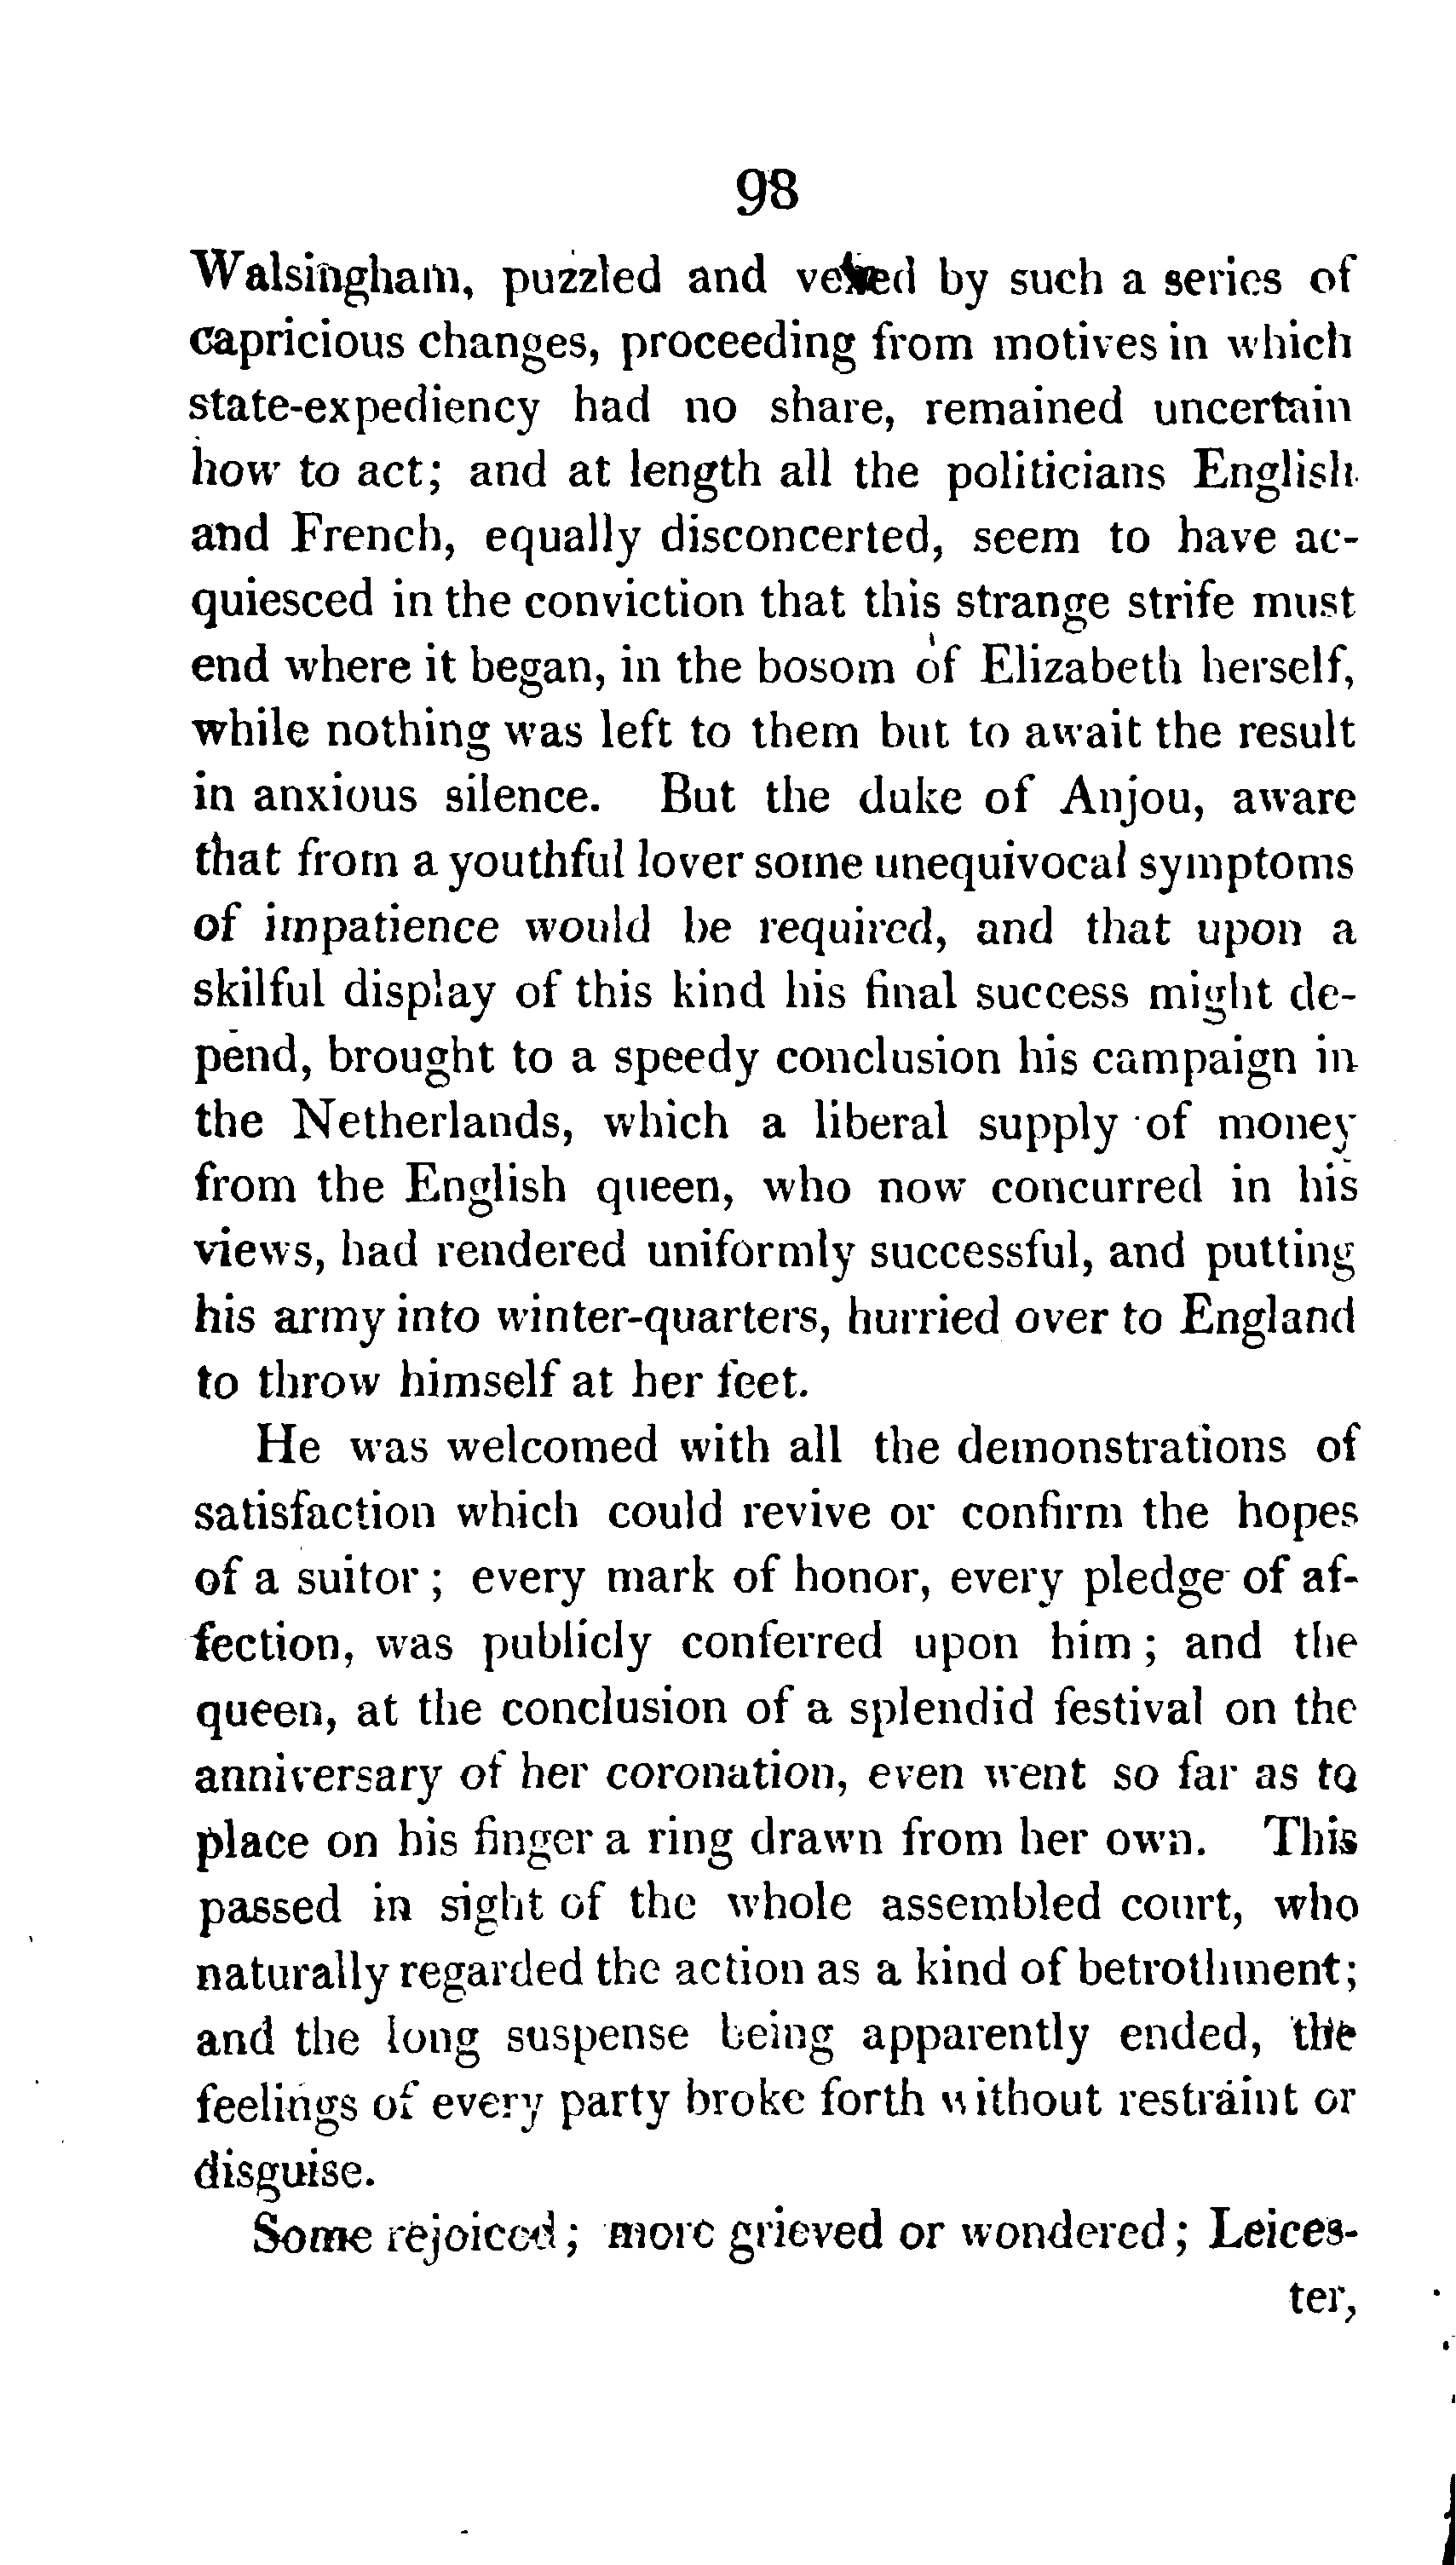 98
Walsingham, puzzled and vexed by such a series of
capricious changes, proceeding from motives in which
state-expediency had no share, remained uncertain
how to act; and at length all the politicians English
and French, equally disconcerted, seem to have ac-
quiesced in the conviction that this strange strife must
end where it began, in the bosom of Elizabeth herself,
while nothing was left to them but to await the result
in anxious silence. But the duke of Anjou, aware
that from a youthful lover some unequivocal symptoms
of impatience would be required, and that upon a
skilful display of this kind his final success might de-
pend, brought to a speedy conclusion his campaign in
the Netherlands, which a liberal supply of money
from the English queen, who now concurred in his
views, had rendered uniformly successful, and putting
his army into winter-quarters, hurried over to England
to throw himself at her feet.
He was welcomed with all the demonstrations of
satisfaction which could revive or confirm the hopes
of a suitor; every mark of honor, every pledge of af-
fection, was publicly conferred upon him; and the
queen, at the conclusion of a splendid festival on the
anniversary of her coronation, even went so far as to
place on his finger a ring drawn from her own. This
passed in sight of the whole assembled court, who
naturally regarded the action as a kind of betrothment;
and the long suspense being apparently ended, the
feelings of every party broke forth without restraint or
disguise.
Some rejoiced; more grieved or wondered; Leices-
ter,